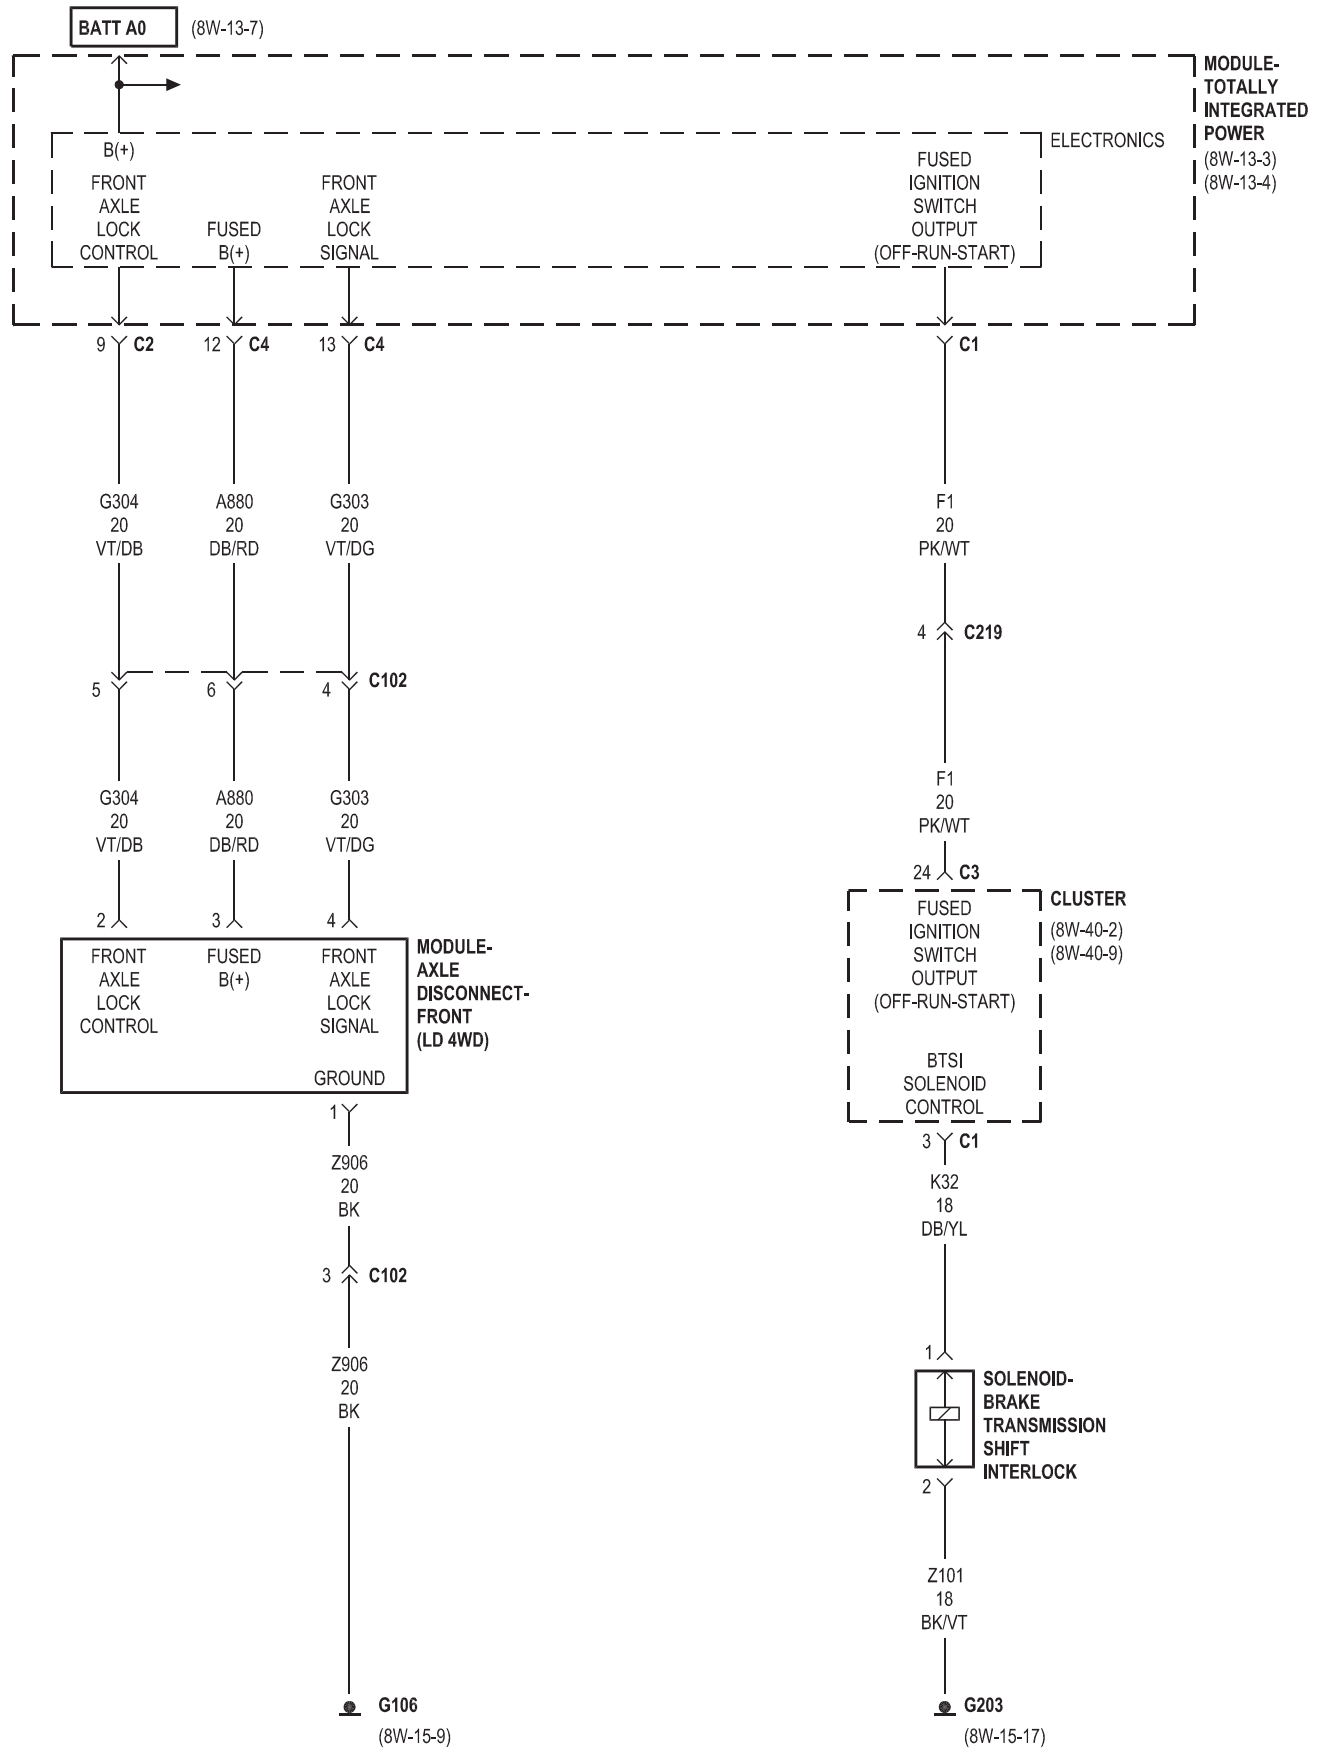 BATT A0 (8W-13-7)
MODULE-
TOTALLY
INTEGRATED
POWER
(8W-13-3)
(8W-13-4)
ELECTRONICS
B(+)
FRONT
AXLE
LOCK
CONTROL
FUSED
B(+)
FRONT
AXLE
LOCK
SIGNAL
FUSED
IGNITION
SWITCH
OUTPUT
(OFF-RUN-START)
9 C2 12 C4 13 C4 C1
G304
20
VT/DB
A880
20
DB/RD
G303
20
VT/DG
F1
20
PK/WT
4 C219
5 6 4 C102
G304
20
VT/DB
A880
20
DB/RD
G303
20
VT/DG
F1
20
PK/WT
24 C3
2 3 4
FRONT
AXLE
LOCK
CONTROL
FUSED
B(+)
FRONT
AXLE
LOCK
SIGNAL
GROUND
MODULE-
AXLE
DISCONNECT-
FRONT
(LD 4WD)
CLUSTER
(8W-40-2)
(8W-40-9)
FUSED
IGNITION
SWITCH
OUTPUT
(OFF-RUN-START)
BTSI
SOLENOID
CONTROL
1
Z906
20
BK
3 C102
Z906
20
BK
G106
(8W-15-9)
3 C1
K32
18
DB/YL
1
SOLENOID-
BRAKE
TRANSMISSION
SHIFT
INTERLOCK
2
Z101
18
BK/VT
G203
(8W-15-17)